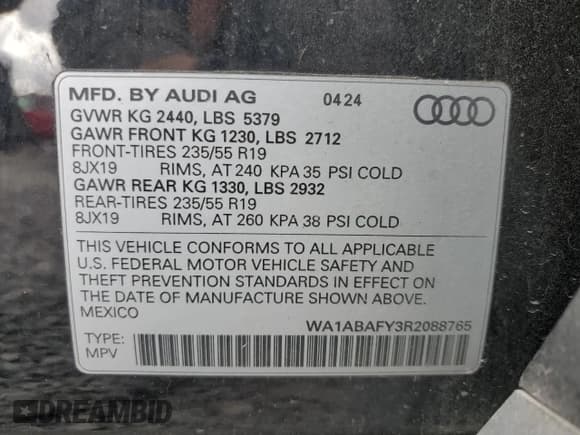 MFD. BY AUDI AG 0424
GVWR KG 2440, LBS 5379
GAWR FRONT KG 1230, LBS 2712
FRONT-TIRES 235/55 R19
8JX19 RIMS, AT 240 KPA 35 PSI COLD
GAWR REAR KG 1330, LBS 2932
REAR-TIRES 235/55 R19
8JX19 RIMS, AT 260 KPA 38 PSI COLD
THIS VEHICLE CONFORMS TO ALL APPLICABLE
U.S. FEDERAL MOTOR VEHICLE SAFETY AND
THEFT PREVENTION STANDARDS IN EFFECT ON
THE DATE OF MANUFACTURE SHOWN ABOVE.
MEXICO
WA1ABAFY3R2088765
TYPE:
MPV
DREAMBID